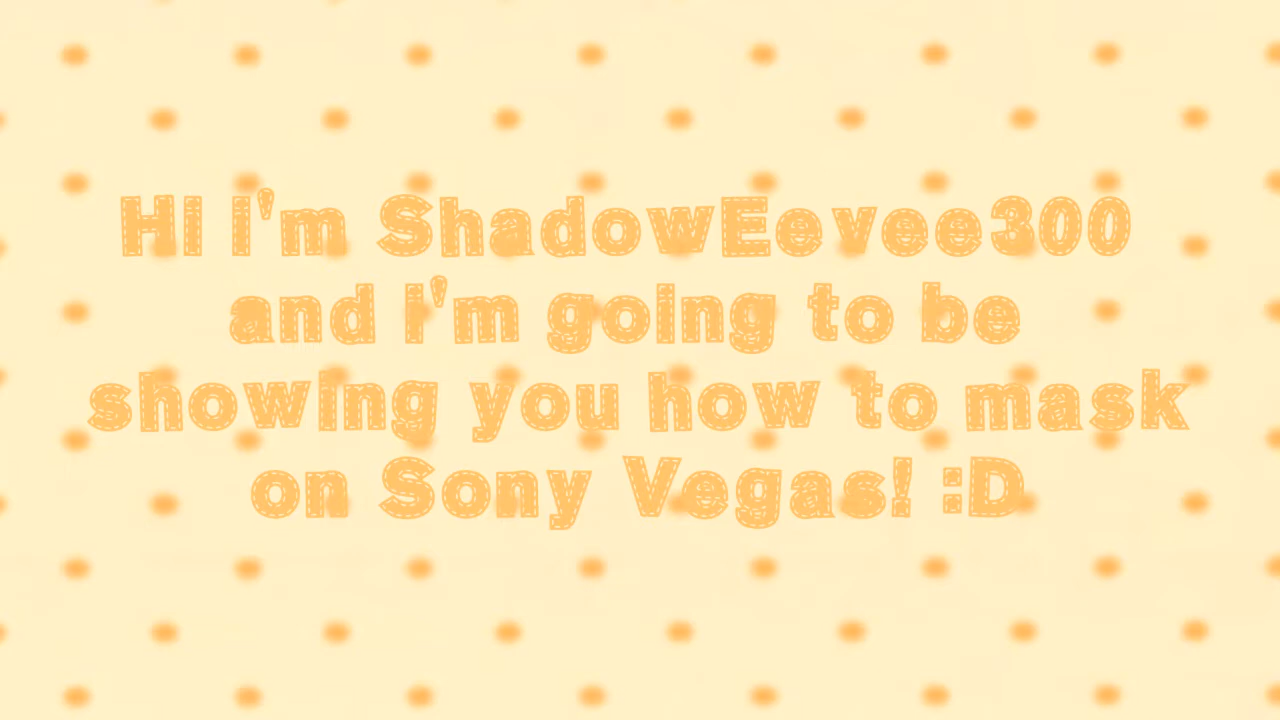 HI I'm ShadowEevee300
and I'm going to be
showing you how to mask
on Sony Vegas! :D